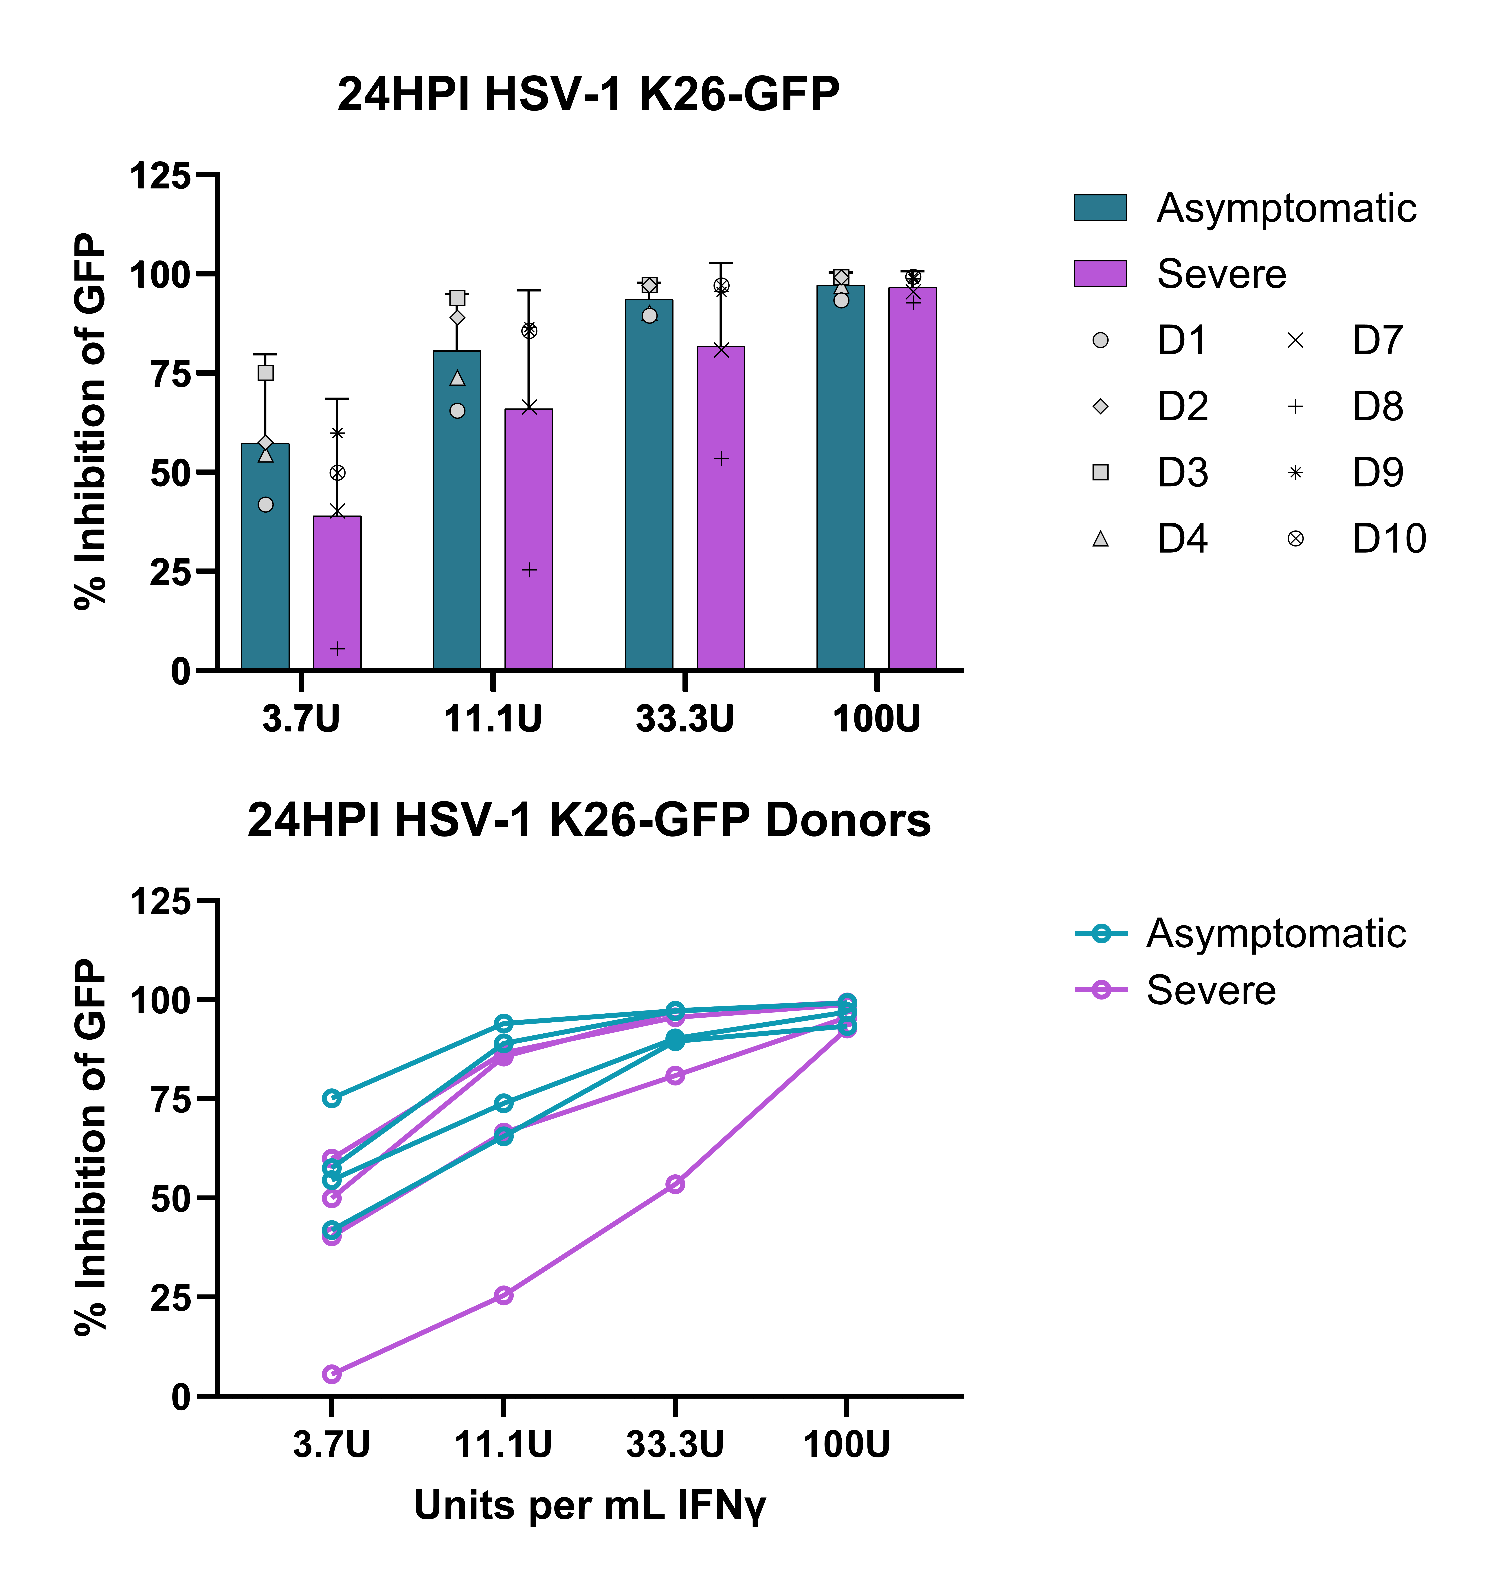 24HPI HSV-1 K26-GFP
% Inhibition of GFP
125
100
75
50
25
0
3.7U 11.1U 33.3U 100U
Asymptomatic
Severe
D1 D7
D2 D8
D3 D9
D4 D10
24HPI HSV-1 K26-GFP Donors
% Inhibition of GFP
125
100
75
50
25
0
3.7U 11.1U 33.3U 100U
Units per mL IFNγ
Asymptomatic
Severe